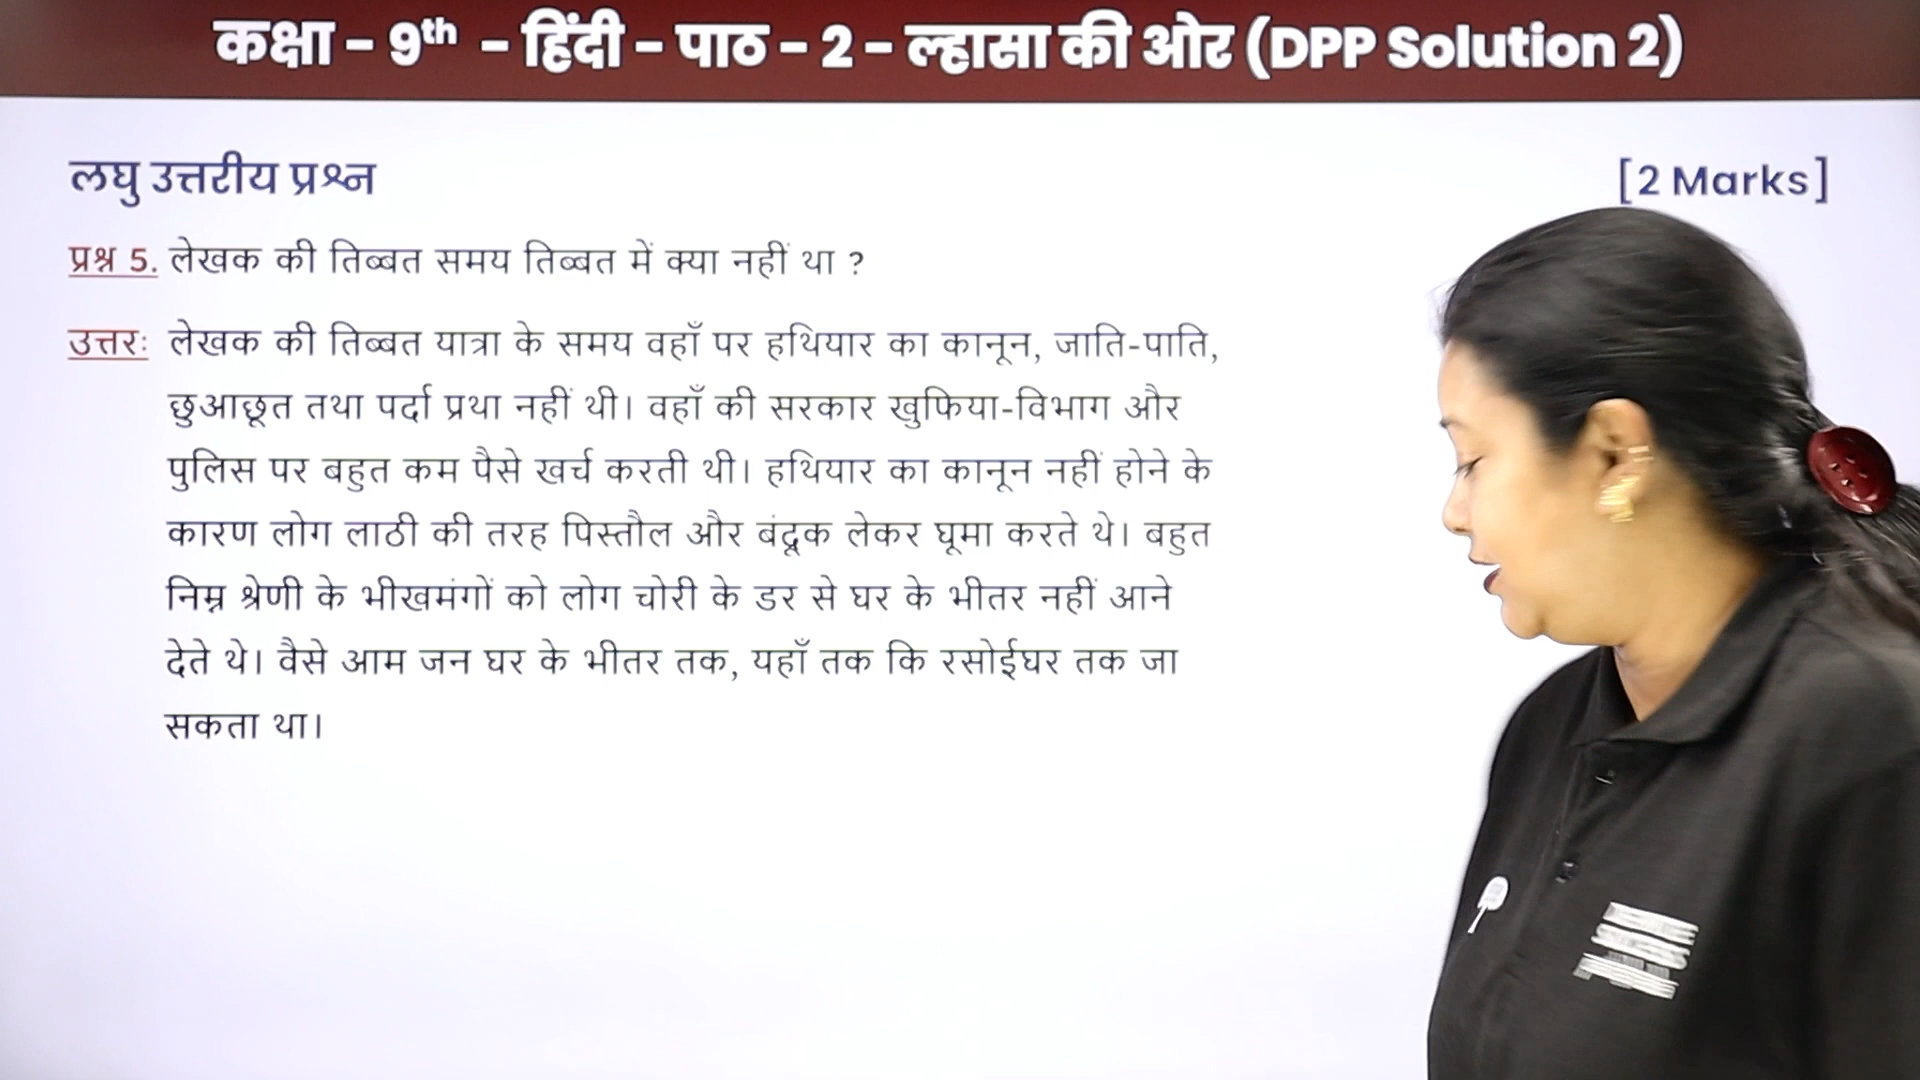 कक्षा – 9th – हिंदी – पाठ – 2 – ल्हासा की ओर (DPP Solution 2)
लघु उत्तरीय प्रश्न [2 Marks]
प्रश्न 5. लेखक की तिब्बत समय तिब्बत में क्या नहीं था ?
उत्तरः लेखक की तिब्बत यात्रा के समय वहाँ पर हथियार का कानून, जाति-पाति,
छुआछूत तथा पर्दा प्रथा नहीं थी। वहाँ की सरकार खुफिया-विभाग और
पुलिस पर बहुत कम पैसे खर्च करती थी। हथियार का कानून नहीं होने के
कारण लोग लाठी की तरह पिस्तौल और बंदूक लेकर घूमा करते थे। बहुत
निम्न श्रेणी के भीखमंगों को लोग चोरी के डर से घर के भीतर नहीं आने
देते थे। वैसे आम जन घर के भीतर तक, यहाँ तक कि रसोईघर तक जा
सकता था।